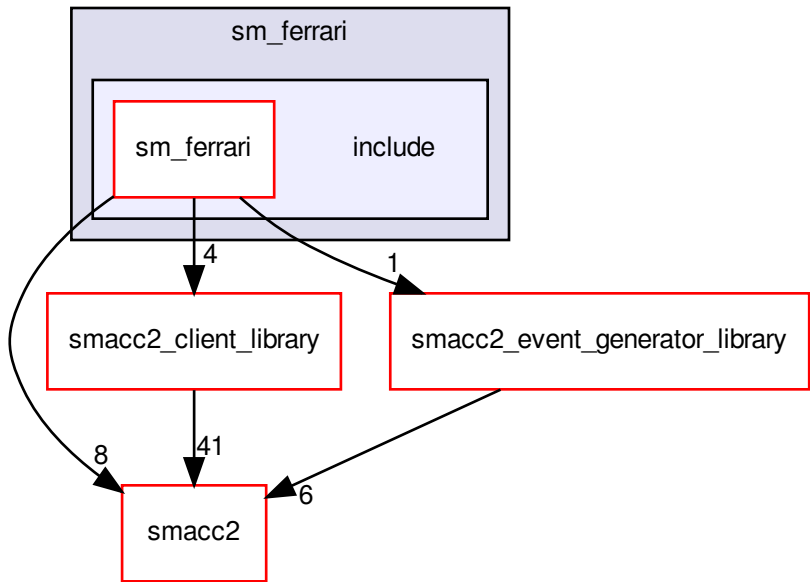 sm_ferrari
sm_ferrari
include
4
1
smacc2_client_library
smacc2_event_generator_library
8
41
6
smacc2